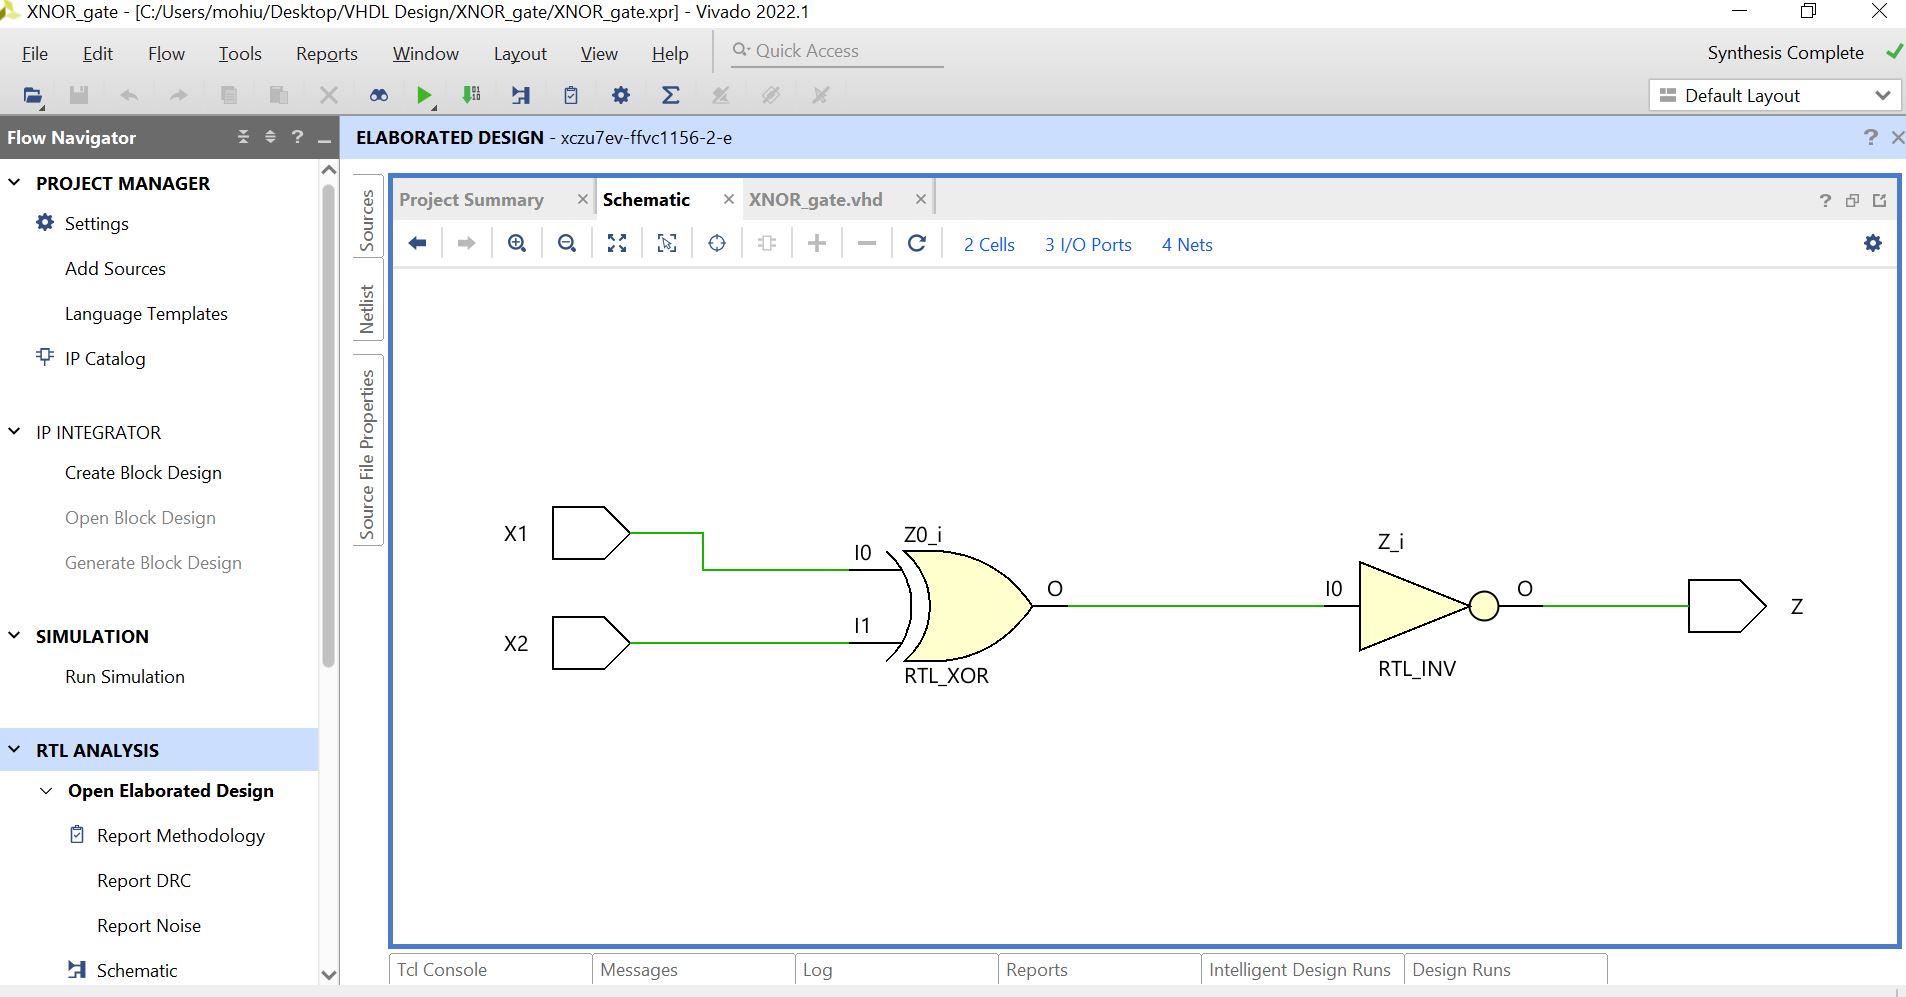 XNOR_gate - [C:/Users/mohiu/Desktop/VHDL Design/XNOR_gate/XNOR_gate.xpr] - Vivado 2022.1
File Edit Flow Tools Reports Window Layout View Help Quick Access Synthesis Complete
Default Layout
Flow Navigator ?
PROJECT MANAGER
Settings
Add Sources
Language Templates
IP Catalog
IP INTEGRATOR
Create Block Design
Open Block Design
Generate Block Design
SIMULATION
Run Simulation
RTL ANALYSIS
Open Elaborated Design
Report Methodology
Report DRC
Report Noise
Schematic
ELABORATED DESIGN - xczu7ev-ffvc1156-2-e ?
Sources
Netlist
Source File Properties
Project Summary Schematic XNOR_gate.vhd ?
2 Cells 3 I/O Ports 4 Nets
X1
X2
I0
I1
Z0_i
O
RTL_XOR
I0
Z_i
O
RTL_INV
Z
Tcl Console Messages Log Reports Intelligent Design Runs Design Runs